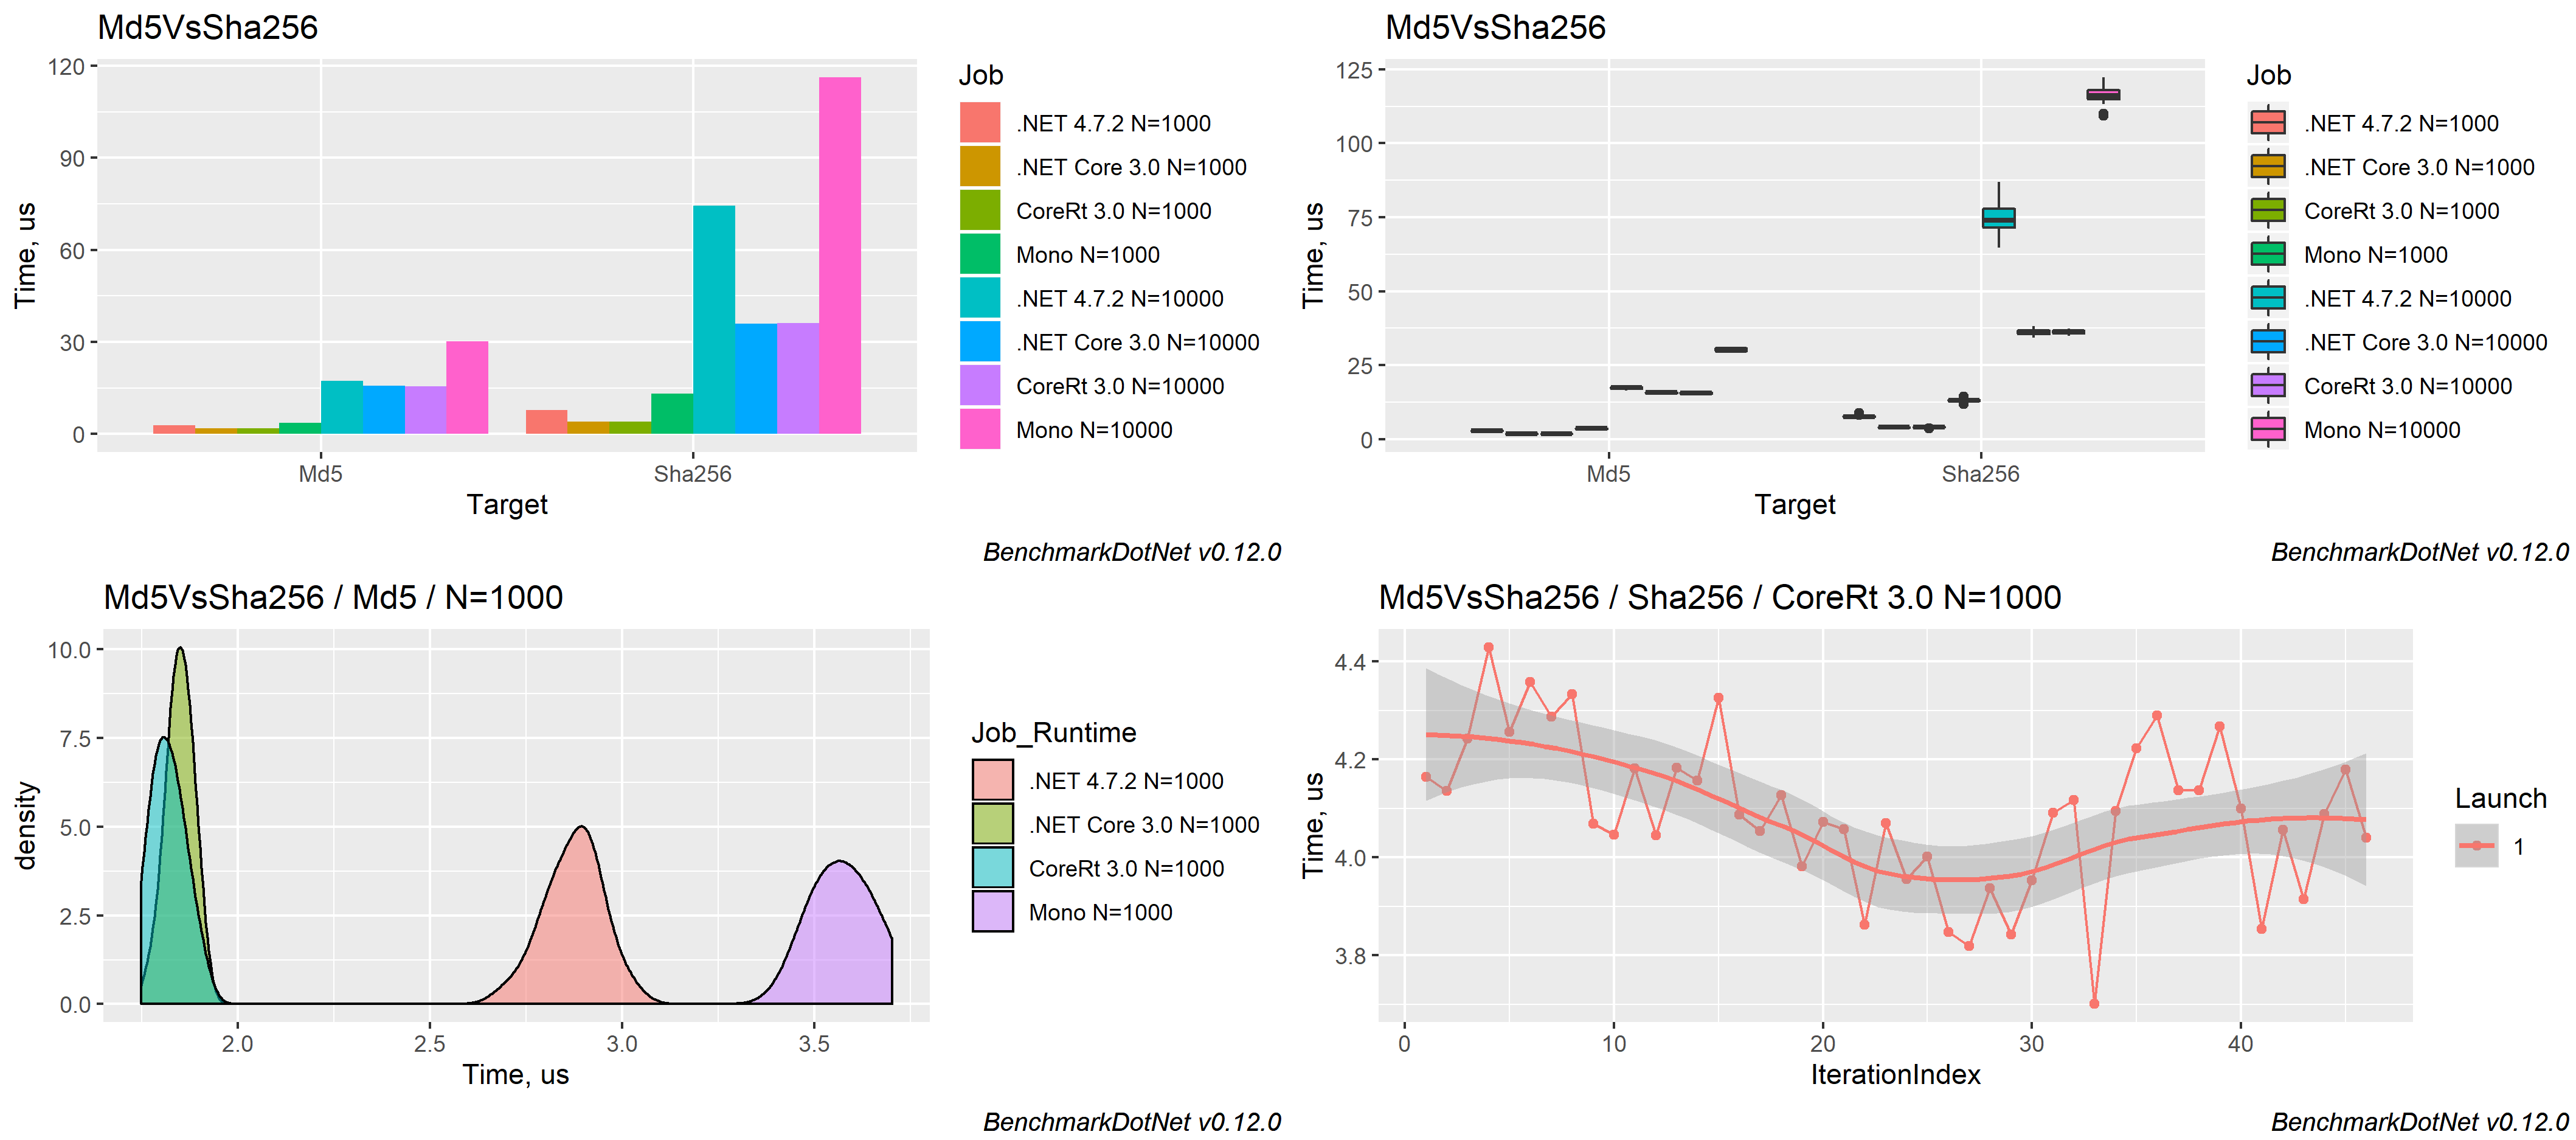 Md5VsSha256
120
90
60
30
0
Time, us
Md5
Sha256
Target
Job
.NET 4.7.2 N=1000
.NET Core 3.0 N=1000
CoreRt 3.0 N=1000
Mono N=1000
.NET 4.7.2 N=10000
.NET Core 3.0 N=10000
CoreRt 3.0 N=10000
Mono N=10000
BenchmarkDotNet v0.12.0
Md5VsSha256
125
100
75
50
25
0
Time, us
Md5
Sha256
Target
Job
.NET 4.7.2 N=1000
.NET Core 3.0 N=1000
CoreRt 3.0 N=1000
Mono N=1000
.NET 4.7.2 N=10000
.NET Core 3.0 N=10000
CoreRt 3.0 N=10000
Mono N=10000
BenchmarkDotNet v0.12.0
Md5VsSha256 / Md5 / N=1000
10.0
7.5
5.0
2.5
0.0
density
2.0
2.5
3.0
3.5
Time, us
Job_Runtime
.NET 4.7.2 N=1000
.NET Core 3.0 N=1000
CoreRt 3.0 N=1000
Mono N=1000
BenchmarkDotNet v0.12.0
Md5VsSha256 / Sha256 / CoreRt 3.0 N=1000
4.4
4.2
4.0
3.8
Time, us
0
10
20
30
40
IterationIndex
Launch
1
BenchmarkDotNet v0.12.0